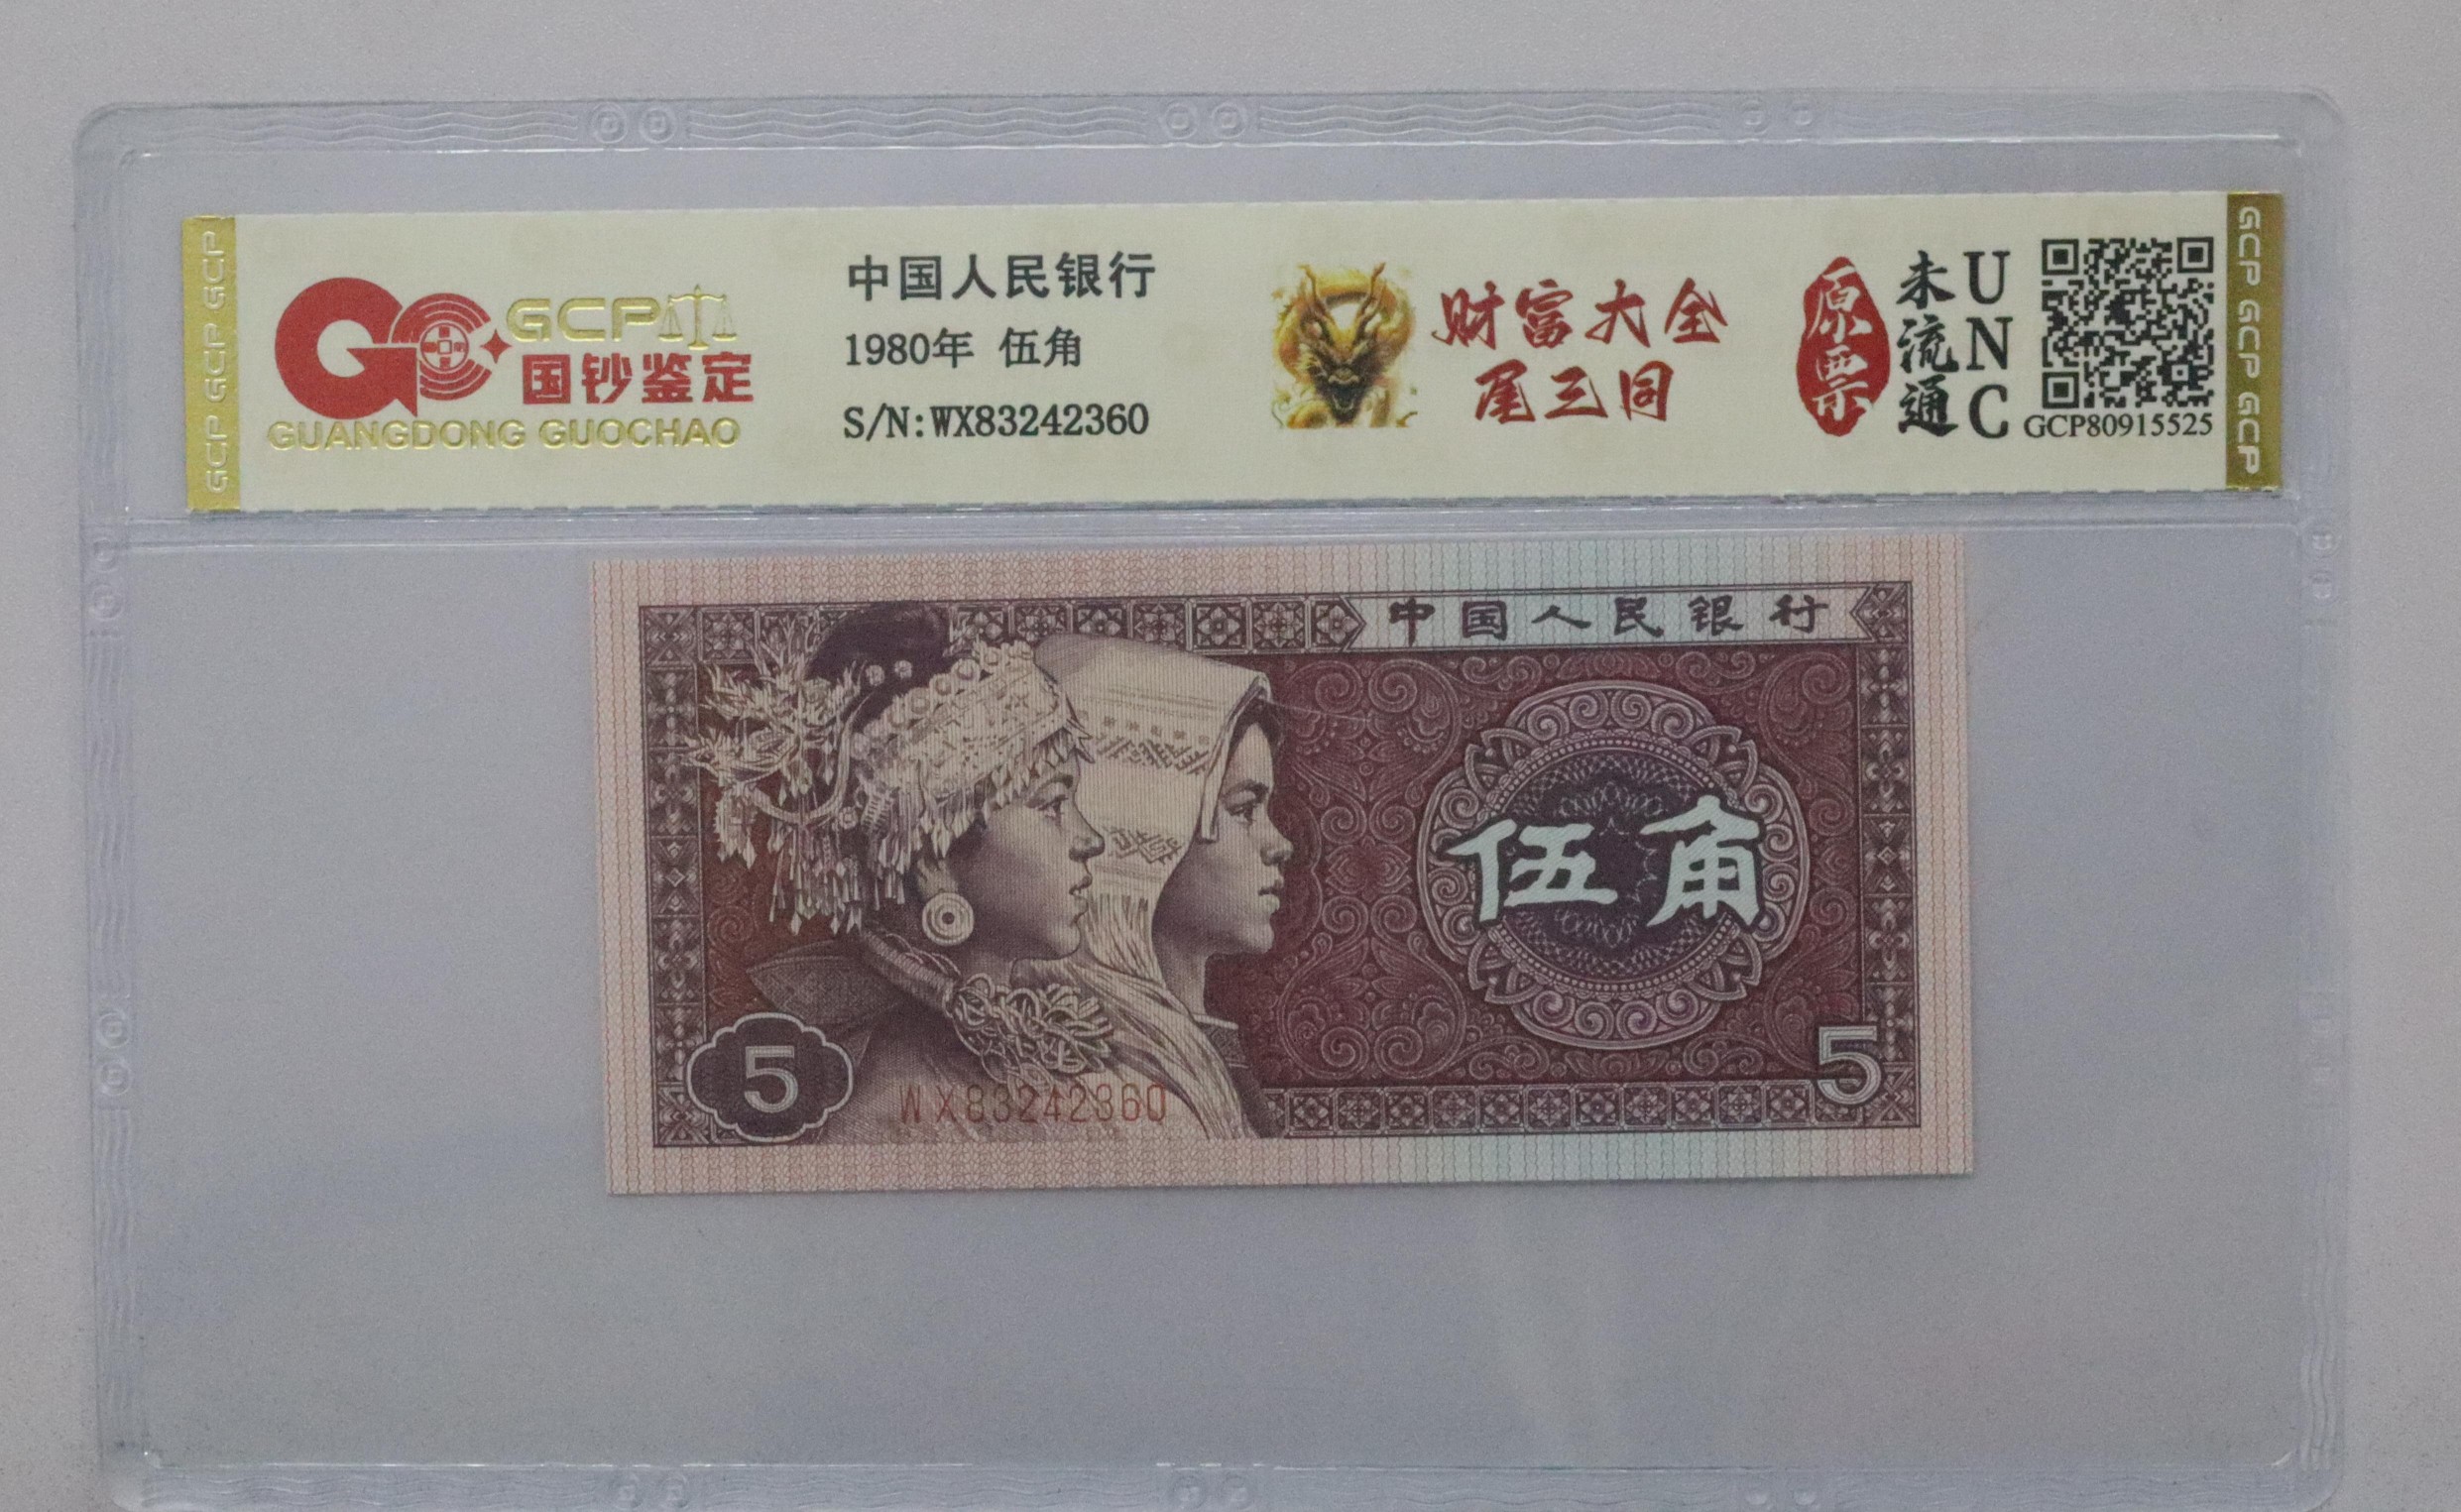 GCP GCP GCP
GCP
国钞鉴定
GUANGDONG GUOCHAO
中国人民银行
1980年 伍角
S/N:WX83242360
财富大全
尾三同
原票
未流通
UNC
GCP80915525
GCP GCP GCP
中国人民银行
伍角
5
WX83242360
5